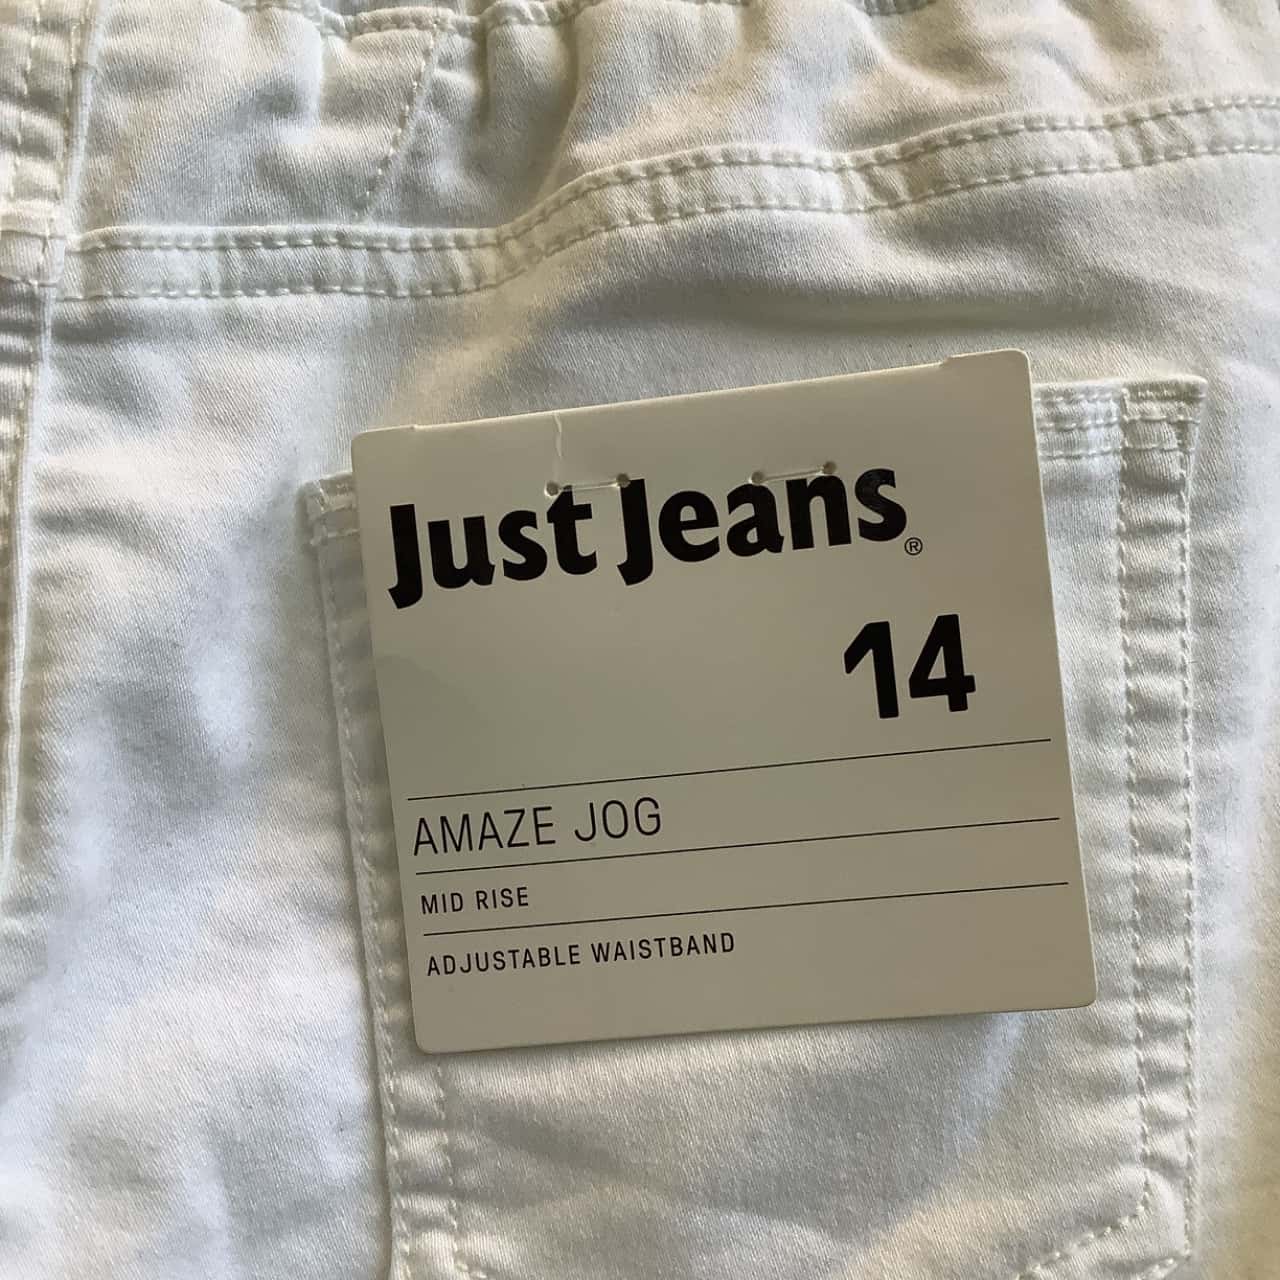 Just Jeans®
14
AMAZE JOG
MID RISE
ADJUSTABLE WAISTBAND